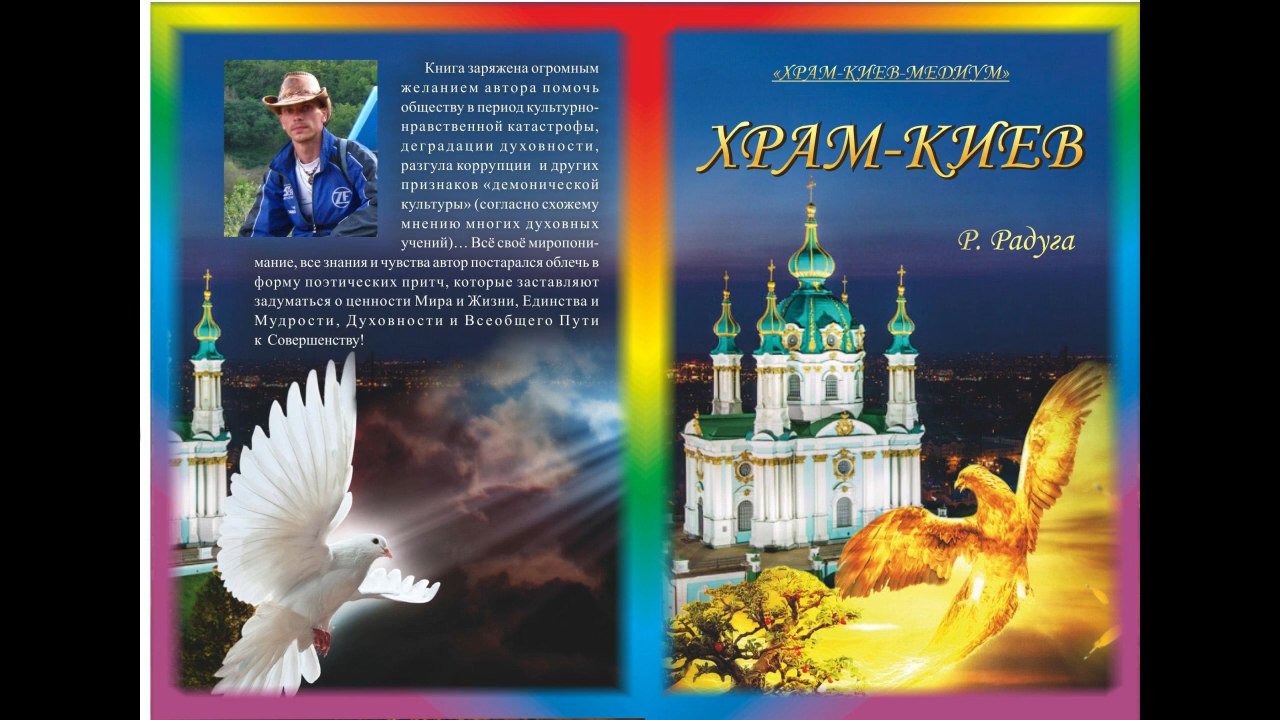 Книга заряжена огромным
желанием автора помочь
обществу в период культурно-
нравственной катастрофы,
деградации духовности,
разгула коррупции и других
признаков «демонической
культуры» (согласно схожему
мнению многих духовных
учений)… Всё своё миропони-
мание, все знания и чувства автор постарался облечь в
форму поэтических притч, которые заставляют
задуматься о ценности Мира и Жизни, Единства и
Мудрости, Духовности и Всеобщего Пути
к Совершенству!
ZF
«ХРАМ-КИЕВ-МЕДИУМ»
ХРАМ-КИЕВ
Р. Радуга